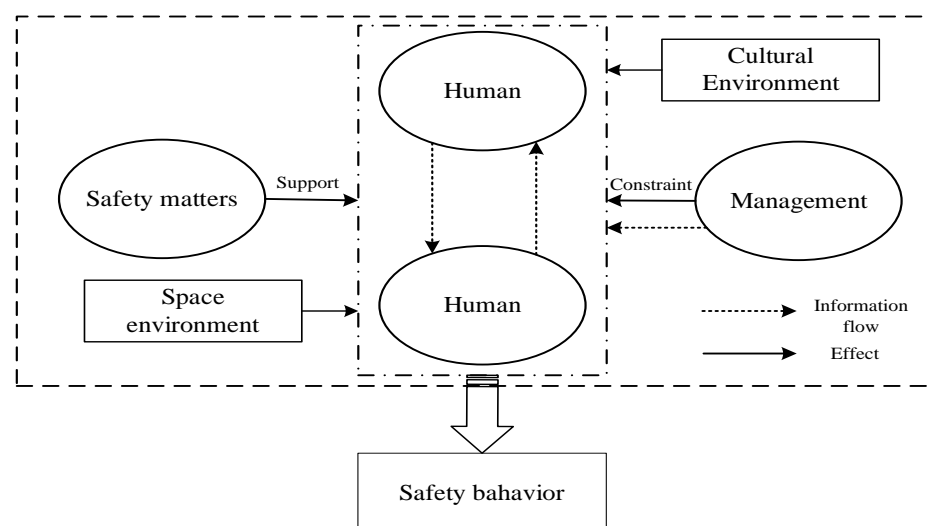 Human
Cultural
Environment
Safety matters
Support
Constraint
Management
Space
environment
Human
Information
flow
Effect
Safety bahavior